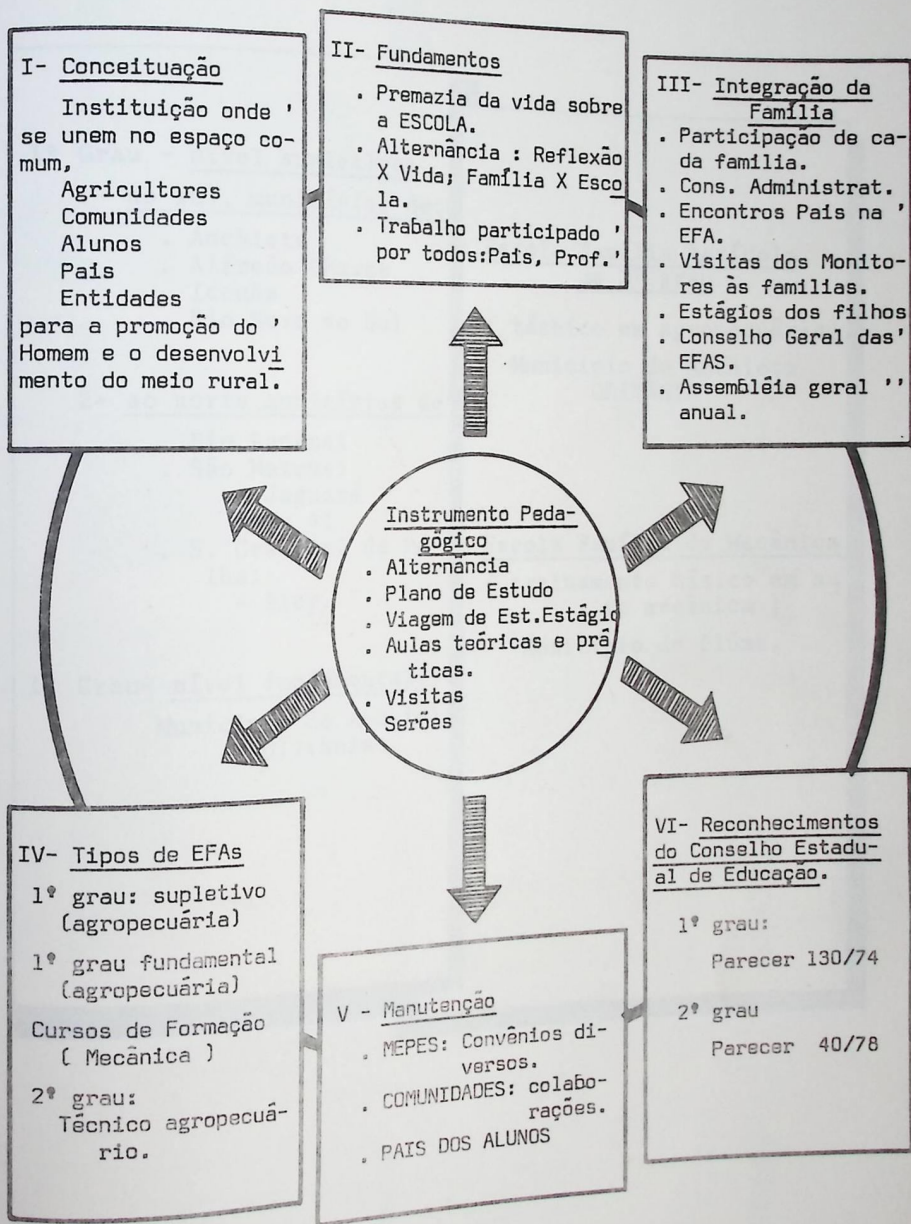 I- Conceituação
Instituição onde '
se unem no espaço co-
mum,
Agricultores
Comunidades
Alunos
Pais
Entidades
para a promoção do '
Homem e o desenvolvi
mento do meio rural.
II- Fundamentos
. Premazia da vida sobre
a ESCOLA.
. Alternância : Reflexão
X Vida; Família X Esco
la.
. Trabalho participado '
por todos:Pais, Prof.'
III- Integração da
Família
. Participação de ca-
da familia.
. Cons. Administrat.
. Encontros Pais na '
EFA.
. Visitas dos Monito-
res às familias.
. Estágios dos filhos
. Conselho Geral das'
EFAS.
. Assembléia geral ''
anual.
Instrumento Peda-
gógico
. Alternância
. Plano de Estudo
. Viagem de Est.Estágio
. Aulas teóricas e prá
ticas.
. Visitas
. Serões
IV- Tipos de EFAs
1º grau: supletivo
(agropecuária)
1º grau fundamental
(agropecuária)
Cursos de Formação
( Mecânica )
2º grau:
Técnico agropecuá-
rio.
V - Manutenção
. MEPES: Convênios di-
versos.
. COMUNIDADES: colabo-
rações.
. PAIS DOS ALUNOS
VI- Reconhecimentos
do Conselho Estadu-
al de Educação.
1º grau:
Parecer 130/74
2º grau
Parecer 40/78